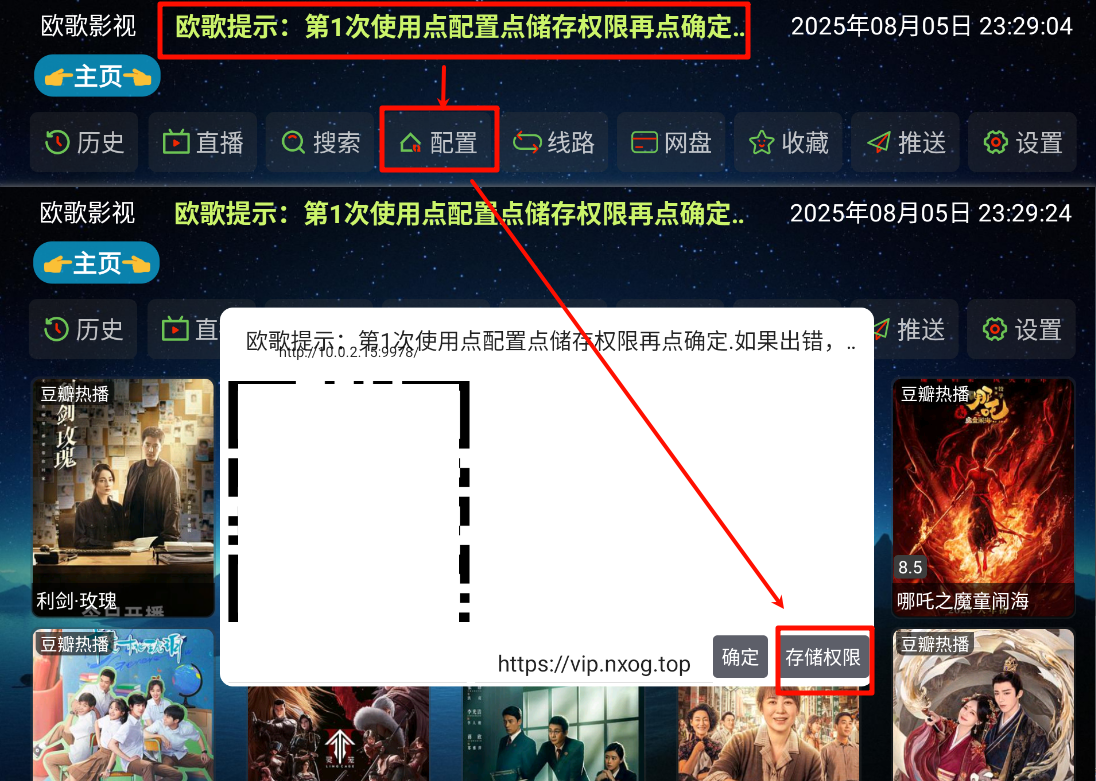 欧歌影视
欧歌提示：第1次使用点配置点储存权限再点确定..
2025年08月05日 23:29:04
👉主页👈
历史
直播
搜索
配置
线路
网盘
收藏
推送
设置
欧歌影视
欧歌提示：第1次使用点配置点储存权限再点确定..
2025年08月05日 23:29:24
👉主页👈
历史
直
推送
设置
欧歌提示：第1次使用点配置点储存权限再点确定.如果出错，..
http://10.0.2.15:9978/
https://vip.nxog.top
确定
存储权限
豆瓣热播
剑玫瑰
利剑·玫瑰
豆瓣热播
8.5
哪吒之魔童闹海
豆瓣热播
豆瓣热播